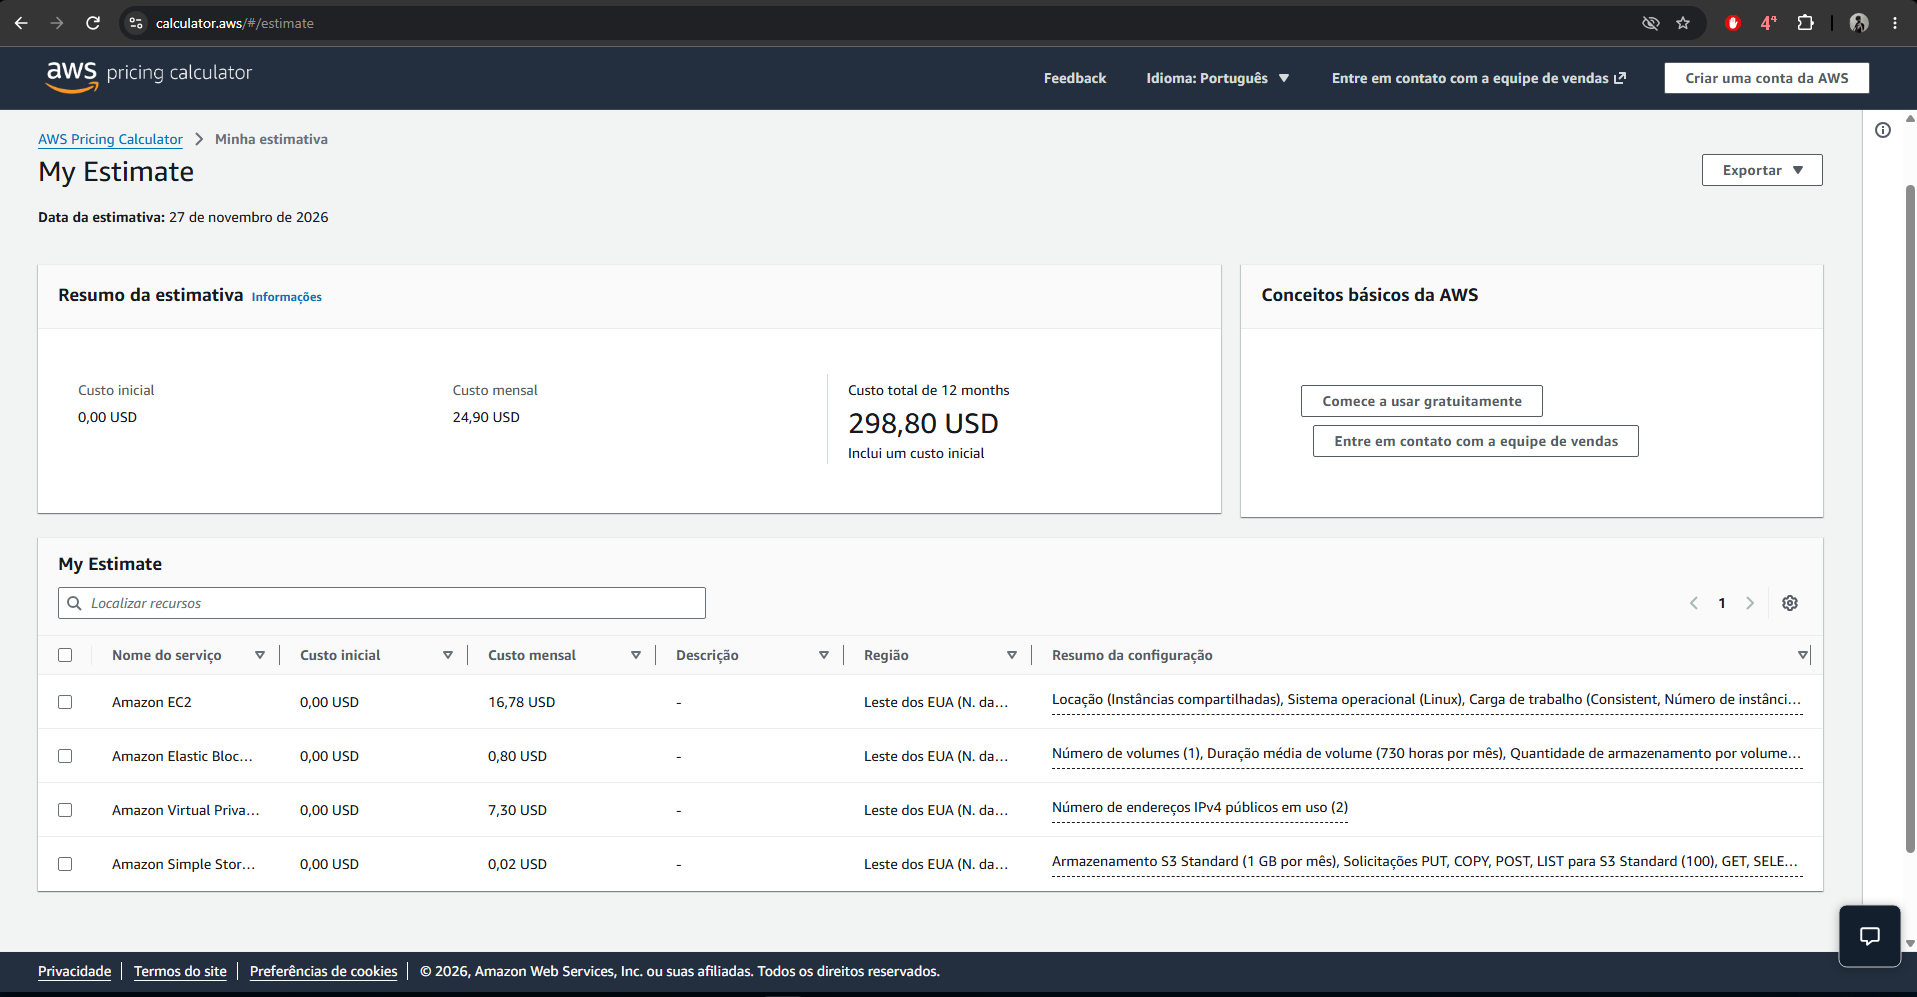 calculator.aws/#/estimate
aws pricing calculator
Feedback
Idioma: Português
Entre em contato com a equipe de vendas
Criar uma conta da AWS
AWS Pricing Calculator > Minha estimativa
My Estimate
Exportar
Data da estimativa: 27 de novembro de 2026
Resumo da estimativa Informações
Custo inicial
0,00 USD
Custo mensal
24,90 USD
Custo total de 12 months
298,80 USD
Inclui um custo inicial
Conceitos básicos da AWS
Comece a usar gratuitamente
Entre em contato com a equipe de vendas
My Estimate
Localizar recursos
1
Nome do serviço Custo inicial Custo mensal Descrição Região Resumo da configuração
Amazon EC2 0,00 USD 16,78 USD - Leste dos EUA (N. da... Locação (Instâncias compartilhadas), Sistema operacional (Linux), Carga de trabalho (Consistent, Número de instânci...
Amazon Elastic Bloc... 0,00 USD 0,80 USD - Leste dos EUA (N. da... Número de volumes (1), Duração média de volume (730 horas por mês), Quantidade de armazenamento por volume...
Amazon Virtual Priva... 0,00 USD 7,30 USD - Leste dos EUA (N. da... Número de endereços IPv4 públicos em uso (2)
Amazon Simple Stor... 0,00 USD 0,02 USD - Leste dos EUA (N. da... Armazenamento S3 Standard (1 GB por mês), Solicitações PUT, COPY, POST, LIST para S3 Standard (100), GET, SELE...
Privacidade | Termos do site | Preferências de cookies | © 2026, Amazon Web Services, Inc. ou suas afiliadas. Todos os direitos reservados.